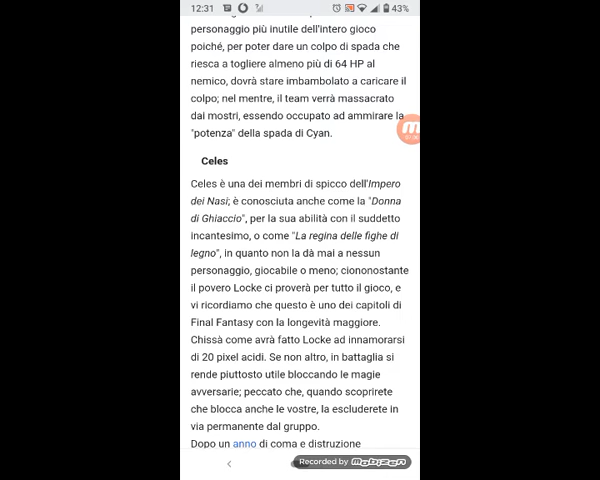 12:31
43%
personaggio più inutile dell'intero gioco
poiché, per poter dare un colpo di spada che
riesca a togliere almeno più di 64 HP al
nemico, dovrà stare imbambolato a caricare il
colpo; nel mentre, il team verrà massacrato
dai mostri, essendo occupato ad ammirare la
"potenza" della spada di Cyan.
Celes
Celes è una dei membri di spicco dell'Impero
dei Nasi; è conosciuta anche come la "Donna
di Ghiaccio", per la sua abilità con il suddetto
incantesimo, o come "La regina delle fighe di
legno", in quanto non la dà mai a nessun
personaggio, giocabile o meno; ciononostante
il povero Locke ci proverà per tutto il gioco, e
vi ricordiamo che questo è uno dei capitoli di
Final Fantasy con la longevità maggiore.
Chissà come avrà fatto Locke ad innamorarsi
di 20 pixel acidi. Se non altro, in battaglia si
rende piuttosto utile bloccando le magie
avversarie; peccato che, quando scoprirete
che blocca anche le vostre, la escluderete in
via permanente dal gruppo.
Dopo un anno di coma e distruzione
Recorded by mobizen